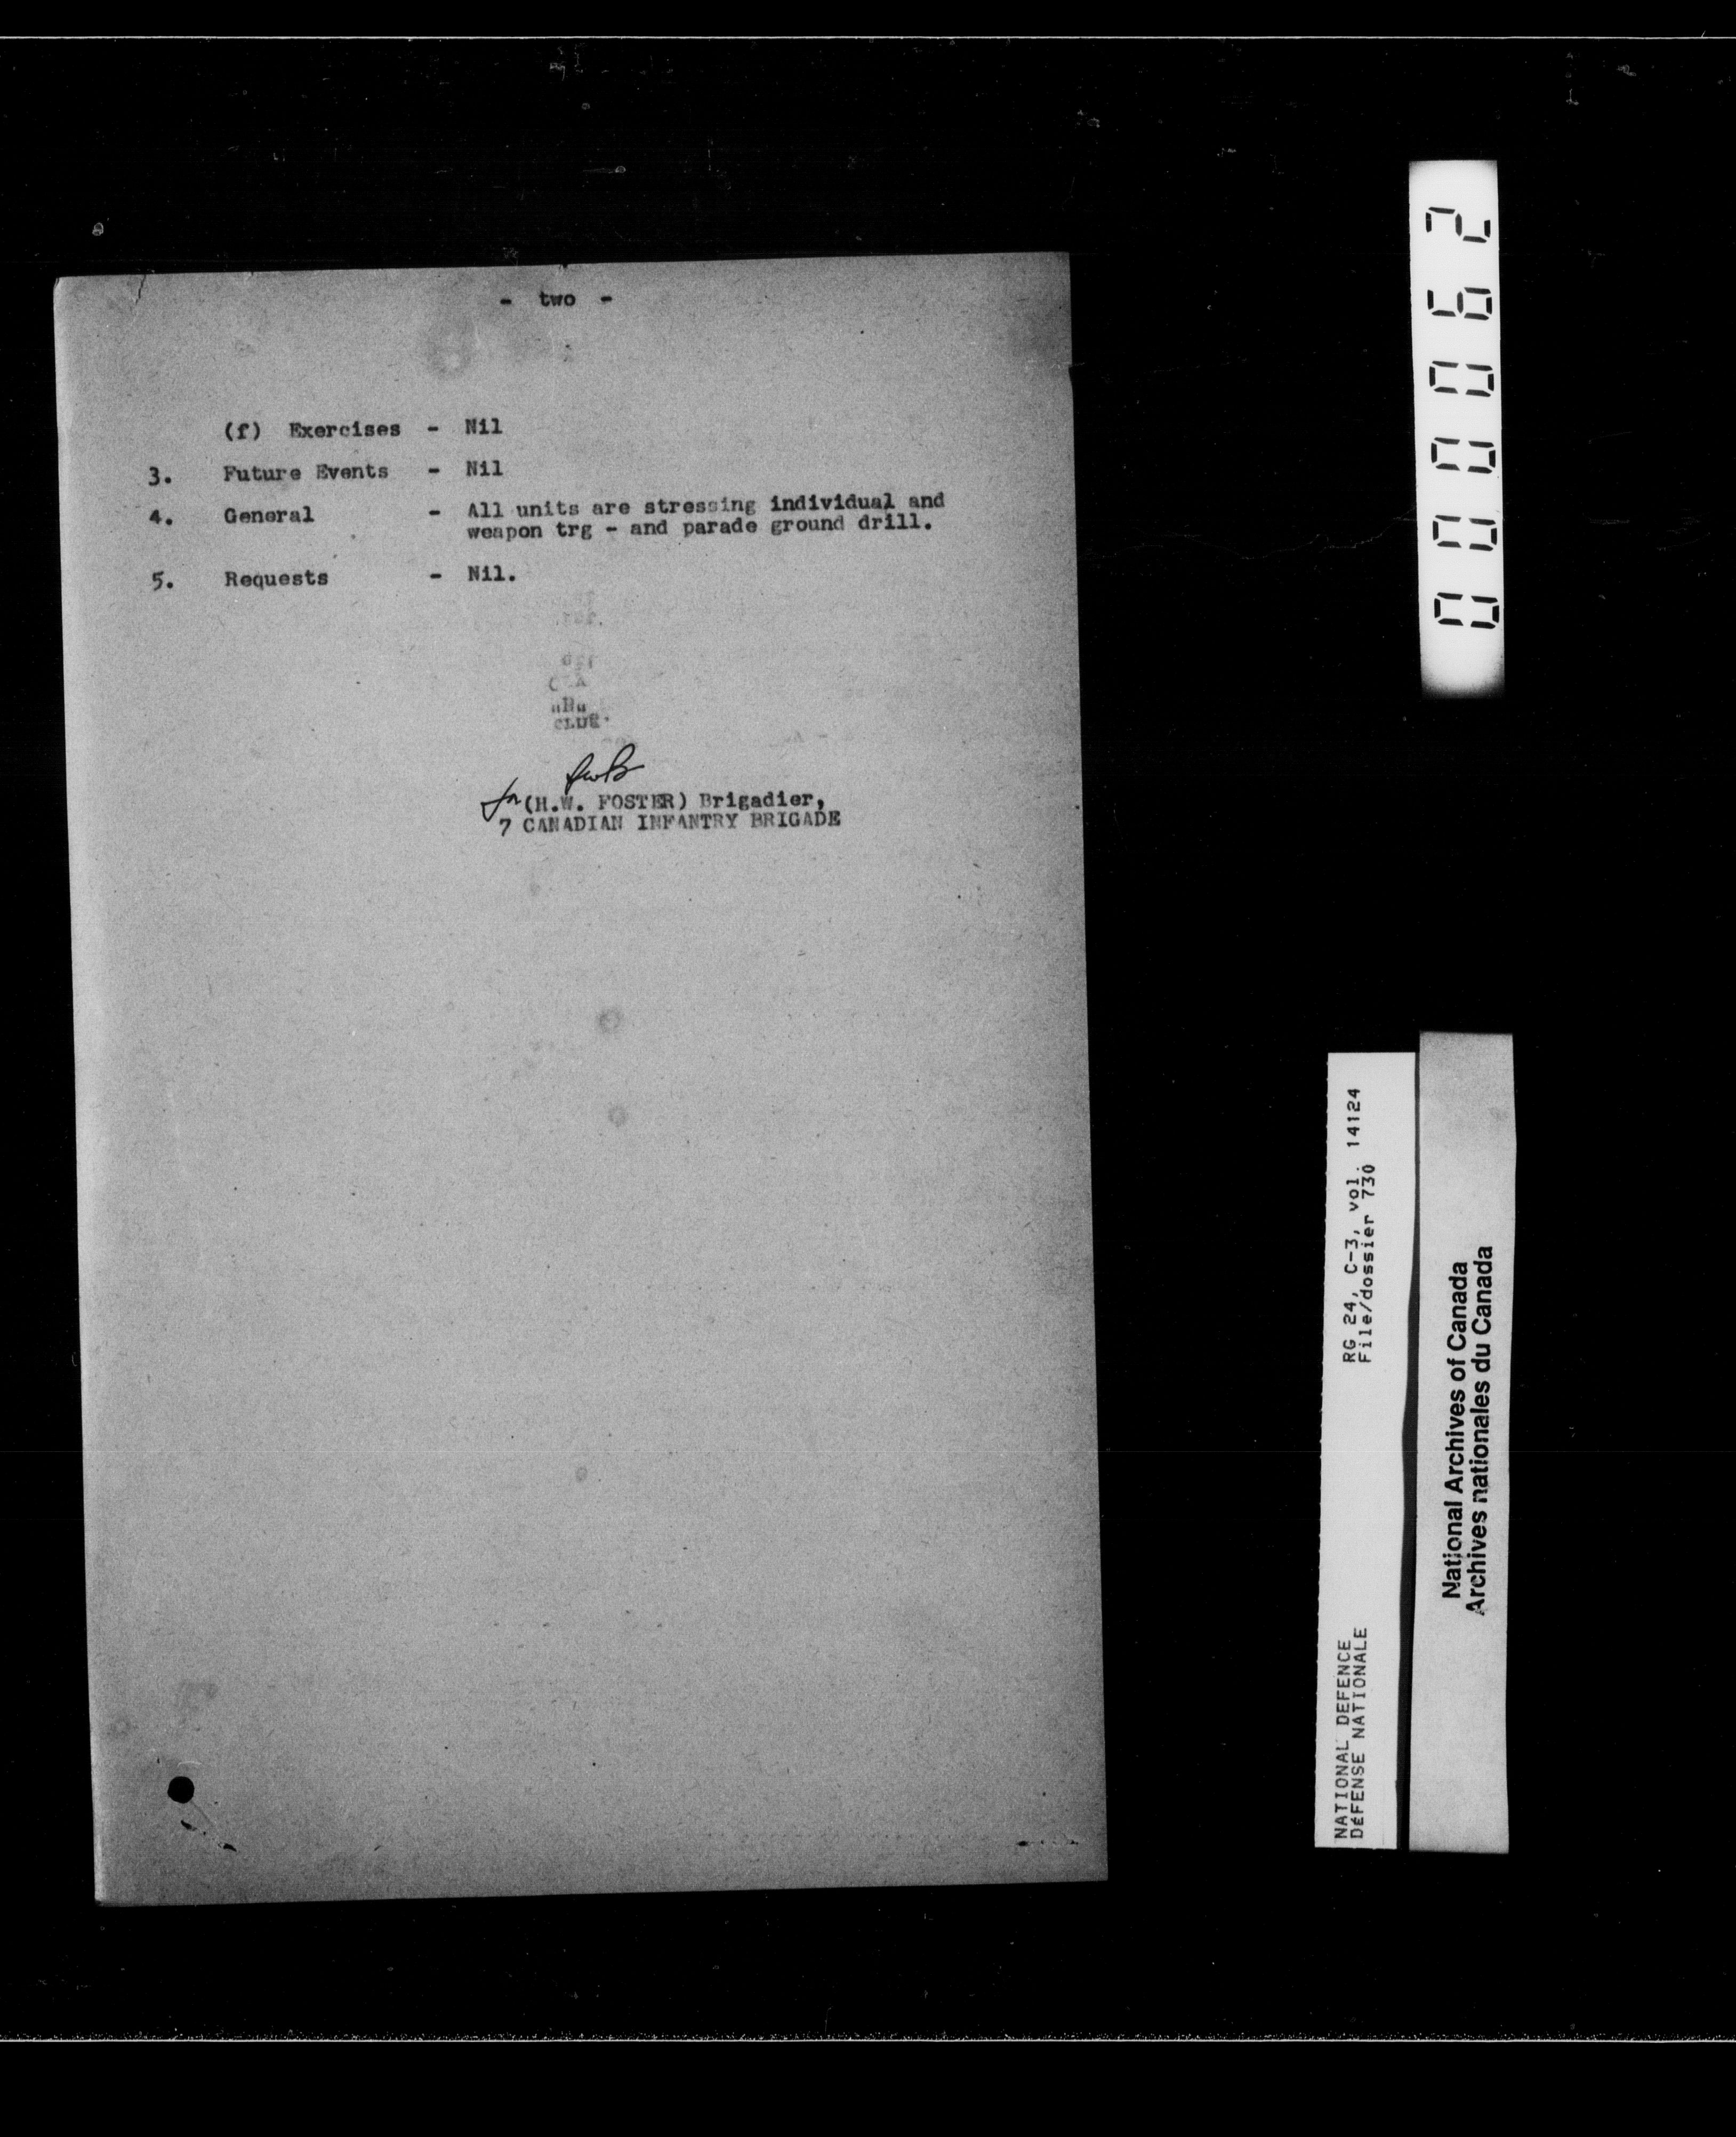 - two -
(f) Exercises - Nil
3. Future Events - Nil
4. General - All units are stressing individual and
weapon trg - and parade ground drill.
5. Requests - Nil.
for (H.W. FOSTER) Brigadier,
7 CANADIAN INFANTRY BRIGADE
000062
RG 24, C-3, vol. 14124
File/dossier 730
NATIONAL DEFENCE
DéFENSE NATIONALE
National Archives of Canada
Archives nationales du Canada